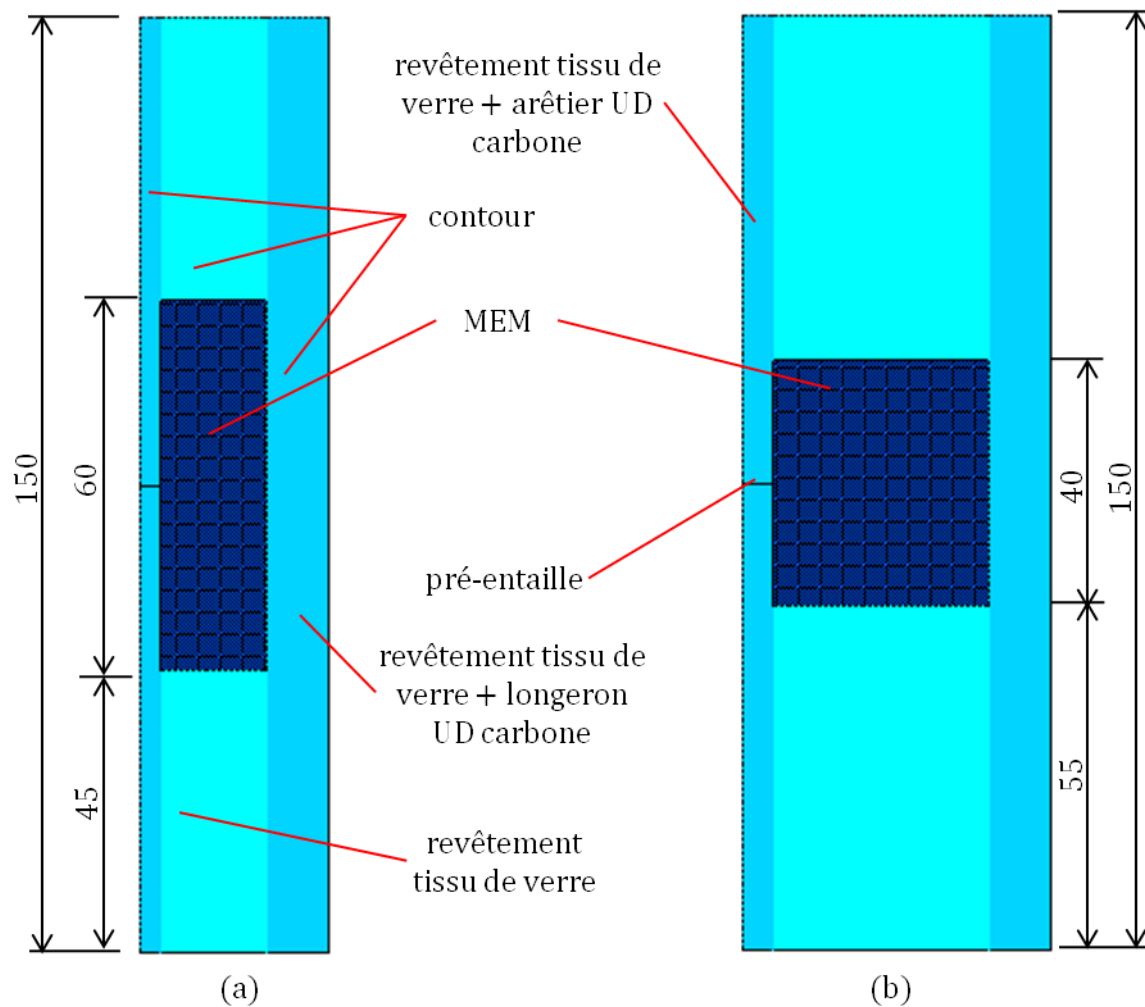 revêtement tissu de
verre + arêtier UD
carbone
contour
MEM
150
60
40
150
pré-entaille
revêtement tissu de
verre + longeron
UD carbone
45
55
revêtement
tissu de verre
(a)
(b)